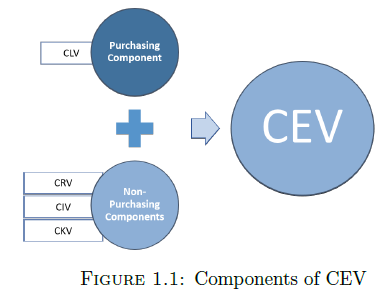 CLV
Purchasing
Component
CEV
CRV
CIV
CKV
Non-
Purchasing
Components
FIGURE 1.1: Components of CEV